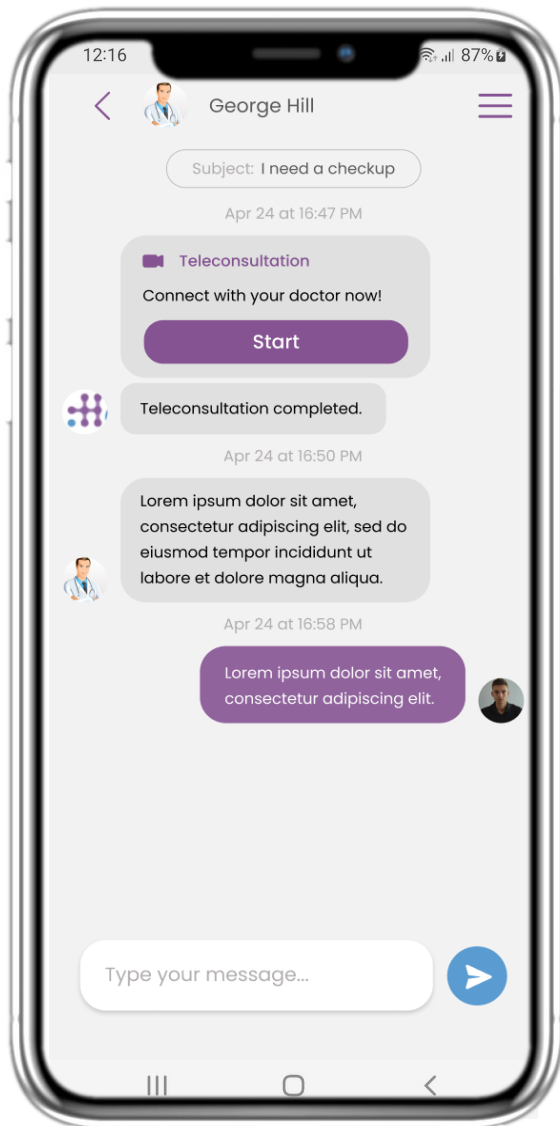 12:16
87%
George Hill
Subject: I need a checkup
Apr 24 at 16:47 PM
Teleconsultation
Connect with your doctor now!
Start
Teleconsultation completed.
Apr 24 at 16:50 PM
Lorem ipsum dolor sit amet,
consectetur adipiscing elit, sed do
eiusmod tempor incididunt ut
labore et dolore magna aliqua.
Apr 24 at 16:58 PM
Lorem ipsum dolor sit amet,
consectetur adipiscing elit.
Type your message...